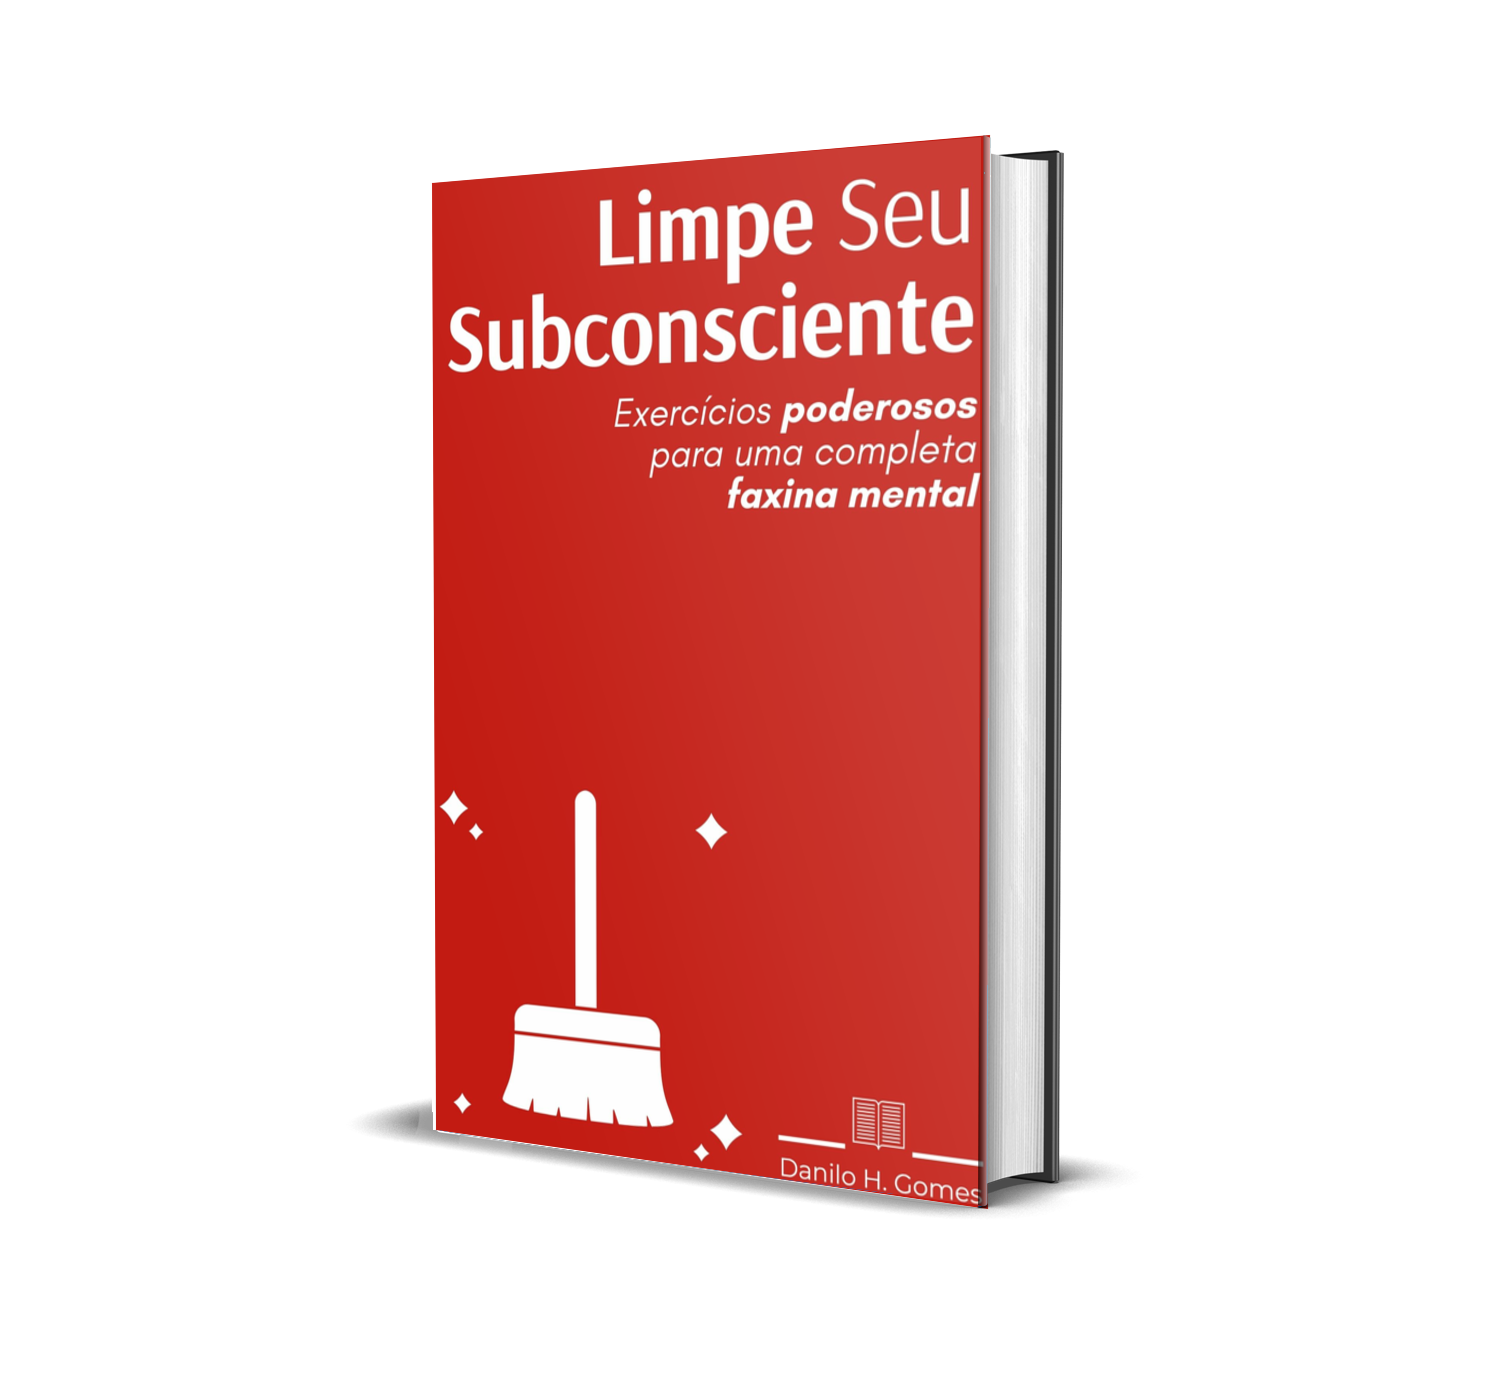 Limpe Seu
Subconsciente
Exercícios poderosos
para uma completa
faxina mental
Danilo H. Gomes